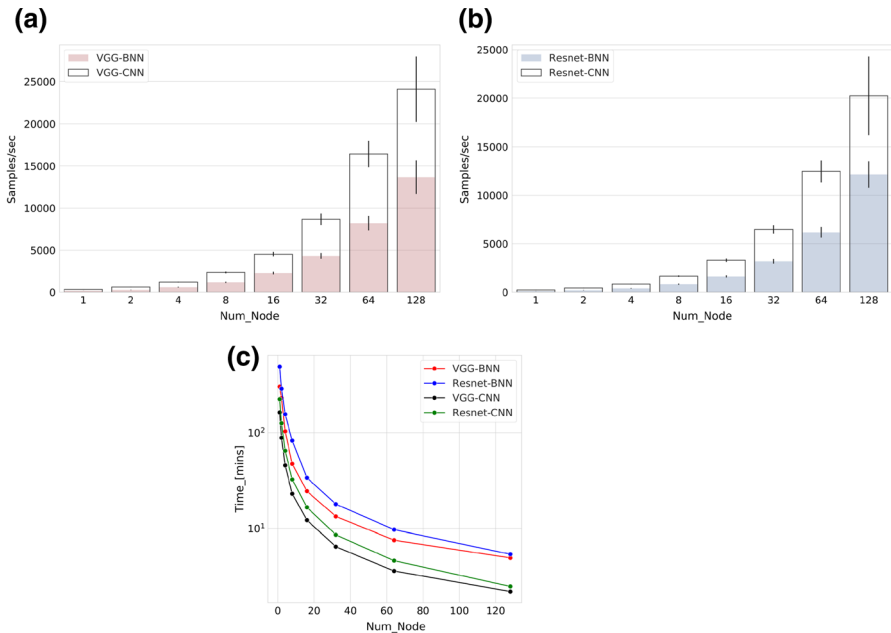 (a)
VGG-BNN
VGG-CNN
Samples/sec
25000
20000
15000
10000
5000
0
1 2 4 8 16 32 64 128
Num_Node
(b)
Resnet-BNN
Resnet-CNN
Samples/sec
25000
20000
15000
10000
5000
0
1 2 4 8 16 32 64 128
Num_Node
(c)
VGG-BNN
Resnet-BNN
VGG-CNN
Resnet-CNN
Time_[mins]
10²
10¹
0 20 40 60 80 100 120
Num_Node